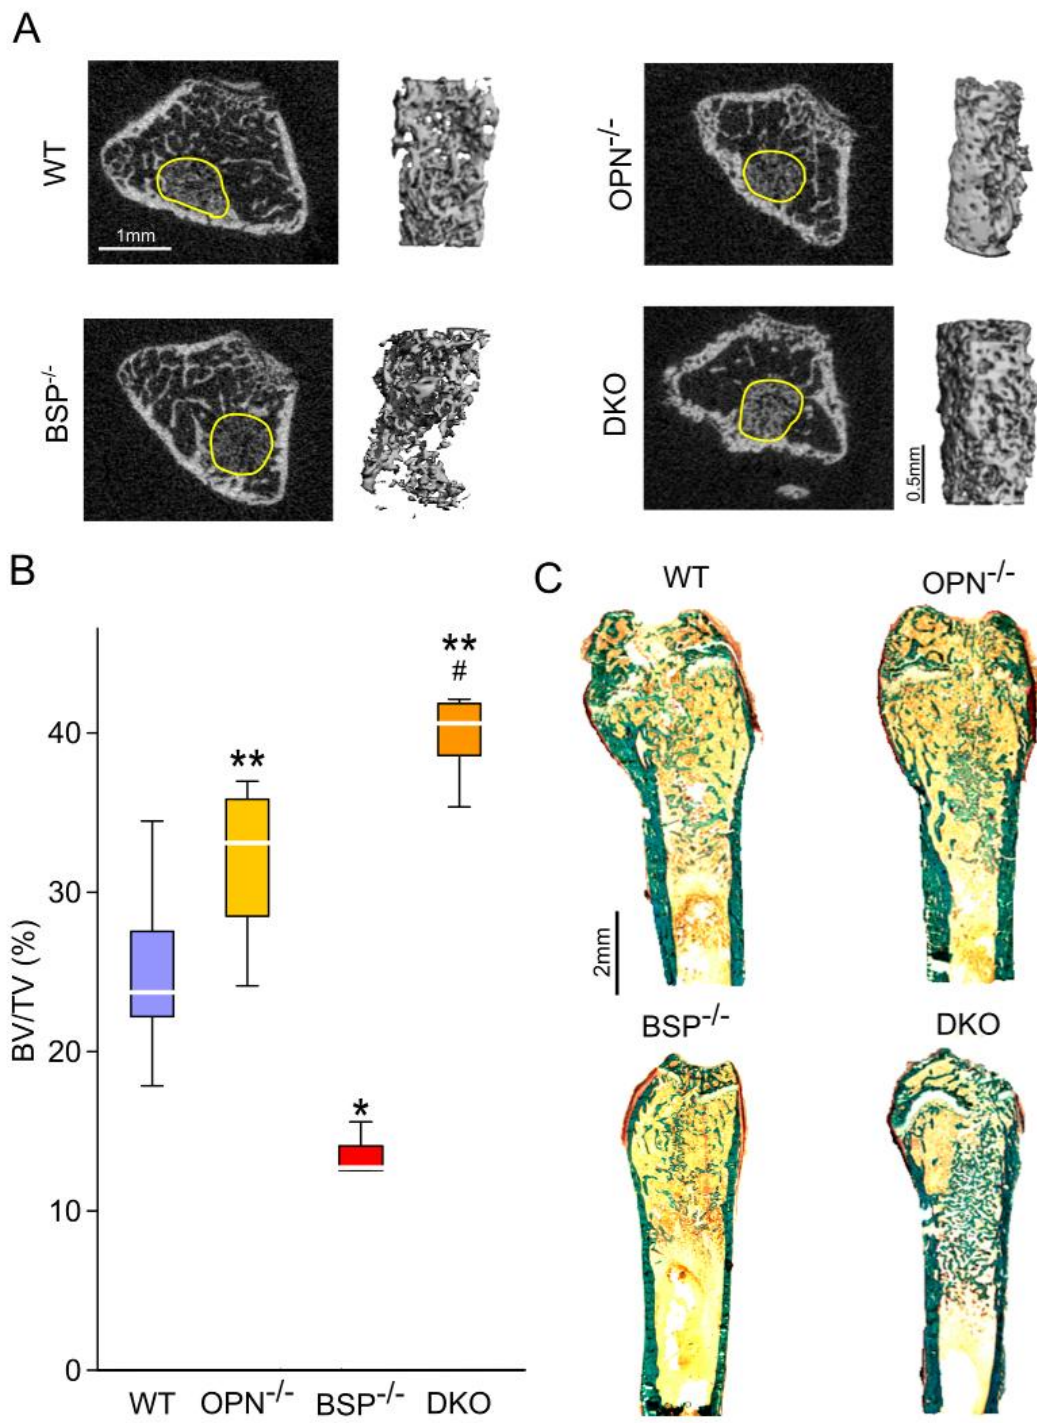 A
WT
1mm
OPN-/-
BSP-/-
DKO
0.5mm
B
BV/TV (%)
40
30
20
10
0
**
*
**
#
WT
OPN-/-
BSP-/-
DKO
C
WT
OPN-/-
2mm
BSP-/-
DKO